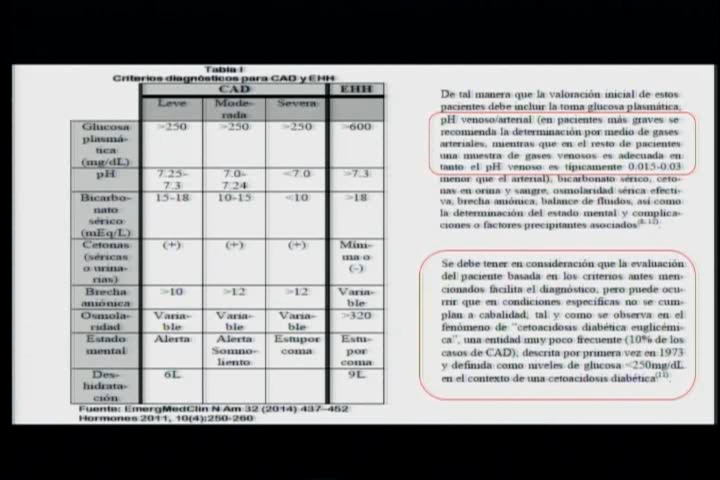 Tabla I
Criterios diagnósticos para CAD y EHH
CAD EHH
Leve Mode- Severa
rada
Glucosa >250 >250 >250 >600
plasmá-
tica
(mg/dL)
pH 7.25- 7.0- <7.0 >7.3
7.3 7.24
Bicarbo- 15-18 10-15 <10 >18
nato
sérico
(mEq/L)
Cetonas (+) (+) (+) Míni-
(séricas ma o
o urina- (-)
rias)
Brecha >10 >12 >12 Varia-
aniónica ble
Osmola- Varia- Varia- Varia- >320
ridad ble ble ble
Estado Alerta Alerta Estupor Estu-
mental Somno- coma por
liento coma
Des- 6L 9L
hidrata-
ción
Fuente: EmergMedClin N Am 32 (2014) 437–452
Hormones 2011, 10(4):250-260
De tal manera que la valoración inicial de estos
pacientes debe incluir la toma glucosa plasmática,
pH venoso/arterial (en pacientes más graves se
recomienda la determinación por medio de gases
arteriales, mientras que en el resto de pacientes
una muestra de gases venosos es adecuada en
tanto el pH venoso es típicamente 0.015-0.03
menor que el arterial), bicarbonato sérico, ceto-
nas en orina y sangre, osmolaridad sérica efecti-
va, brecha aniónica, balance de fluidos, así como
la determinación del estado mental y complica-
ciones o factores precipitantes asociados
Se debe tener en consideración que la evaluación
del paciente basada en los criterios antes men-
cionados facilita el diagnóstico, pero puede ocu-
rrir que en condiciones específicas no se cum-
plan a cabalidad, tal y como se observa en el
fenómeno de "cetoacidosis diabética euglicémi-
ca", una entidad muy poco frecuente (10% de los
casos de CAD), descrita por primera vez en 1973
y definida como niveles de glucosa <250mg/dL
en el contexto de una cetoacidosis diabética